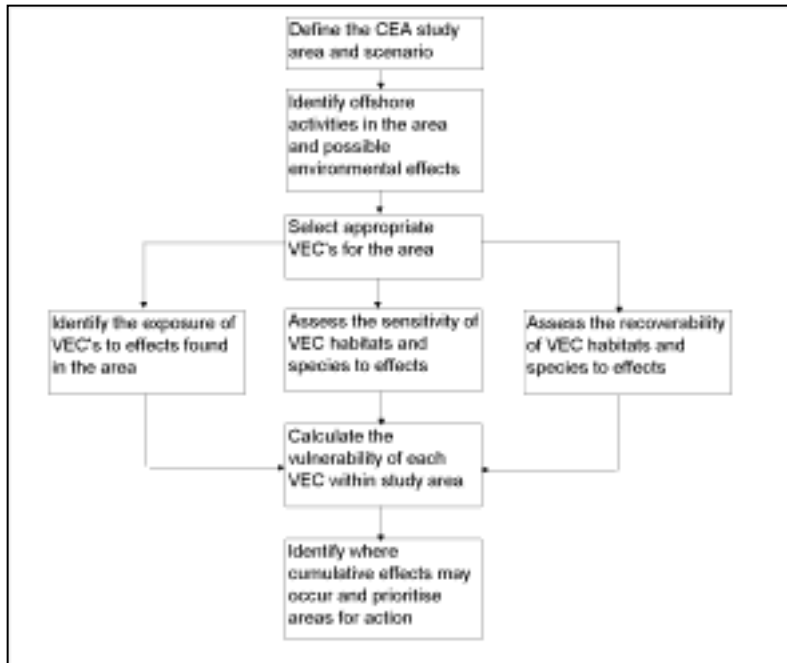 Define the CEA study
area and scenario
Identify offshore
activities in the area
and possible
environmental effects
Select appropriate
VEC's for the area
Identify the exposure of
VEC's to effects found
in the area
Assess the sensitivity of
VEC habitats and
species to effects
Assess the recoverability
of VEC habitats and
species to effects
Calculate the
vulnerability of each
VEC within study area
Identify where
cumulative effects may
occur and prioritise
areas for action